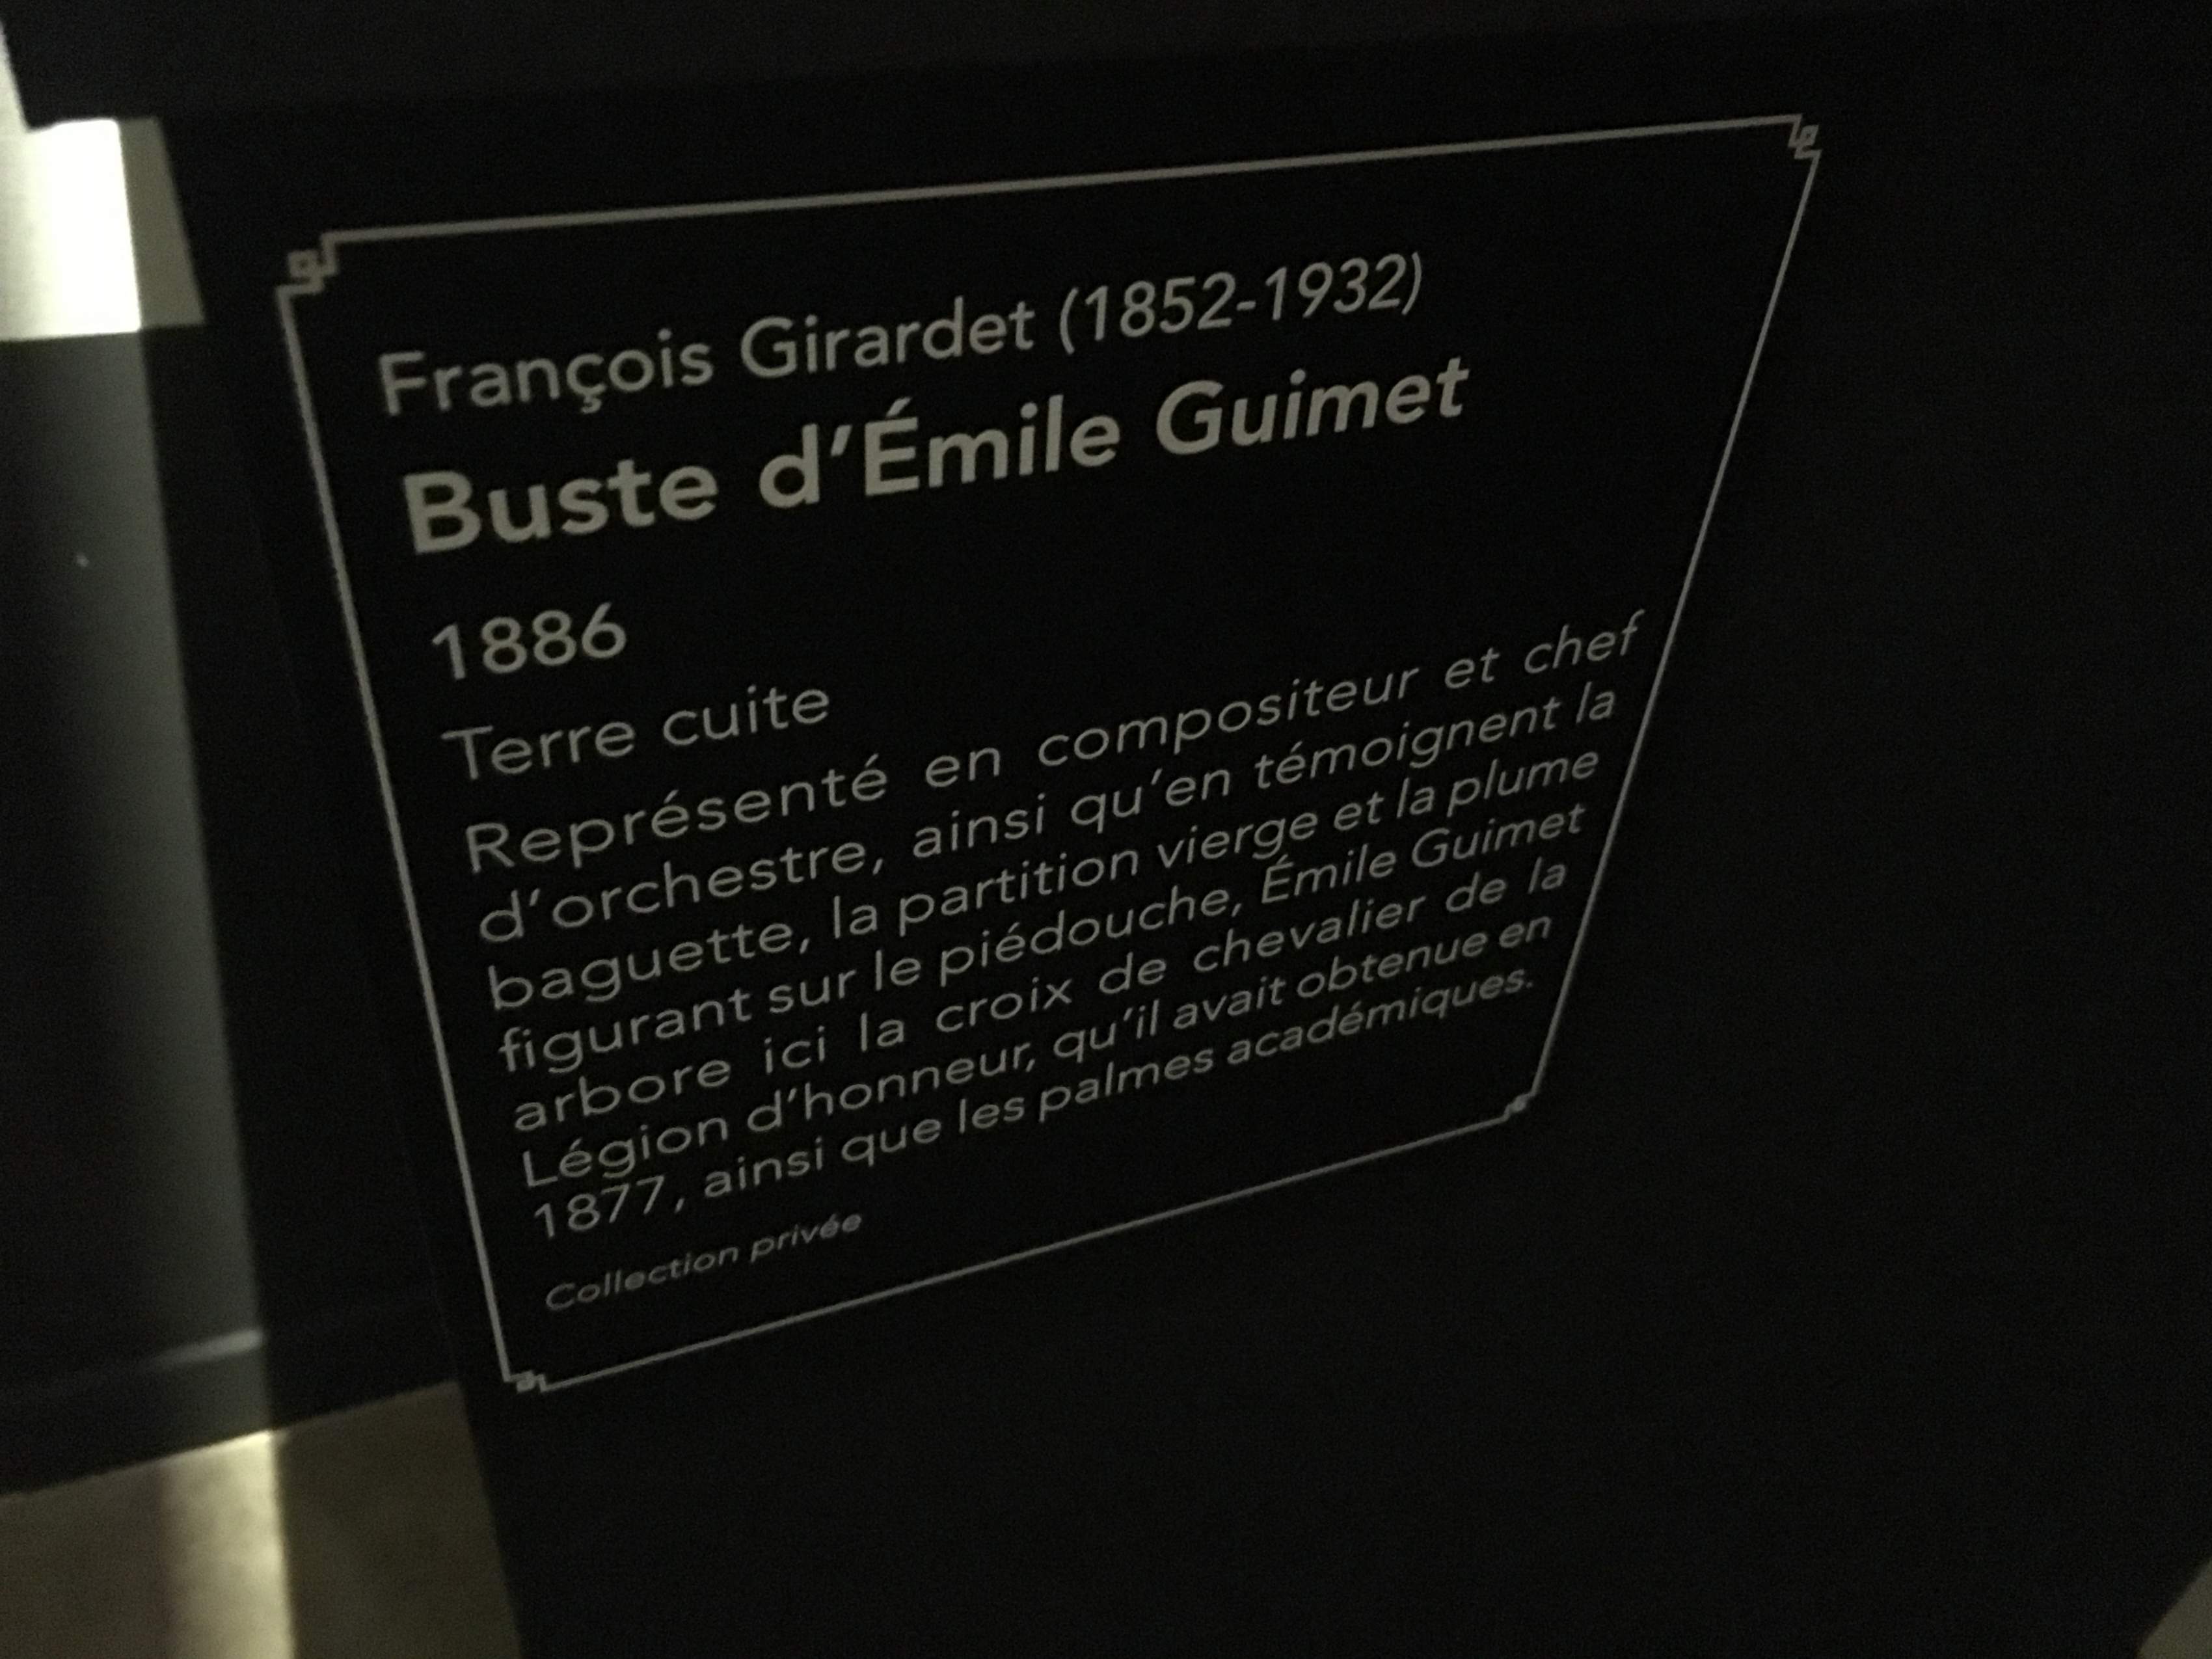 François Girardet (1852-1932)
Buste d'Émile Guimet
1886
Terre cuite
Représenté en compositeur et chef
d'orchestre, ainsi qu'en témoignent la
baguette, la partition vierge et la plume
figurant sur le piédouche, Émile Guimet
arbore ici la croix de chevalier de la
Légion d'honneur, qu'il avait obtenue en
1877, ainsi que les palmes académiques.
Collection privée